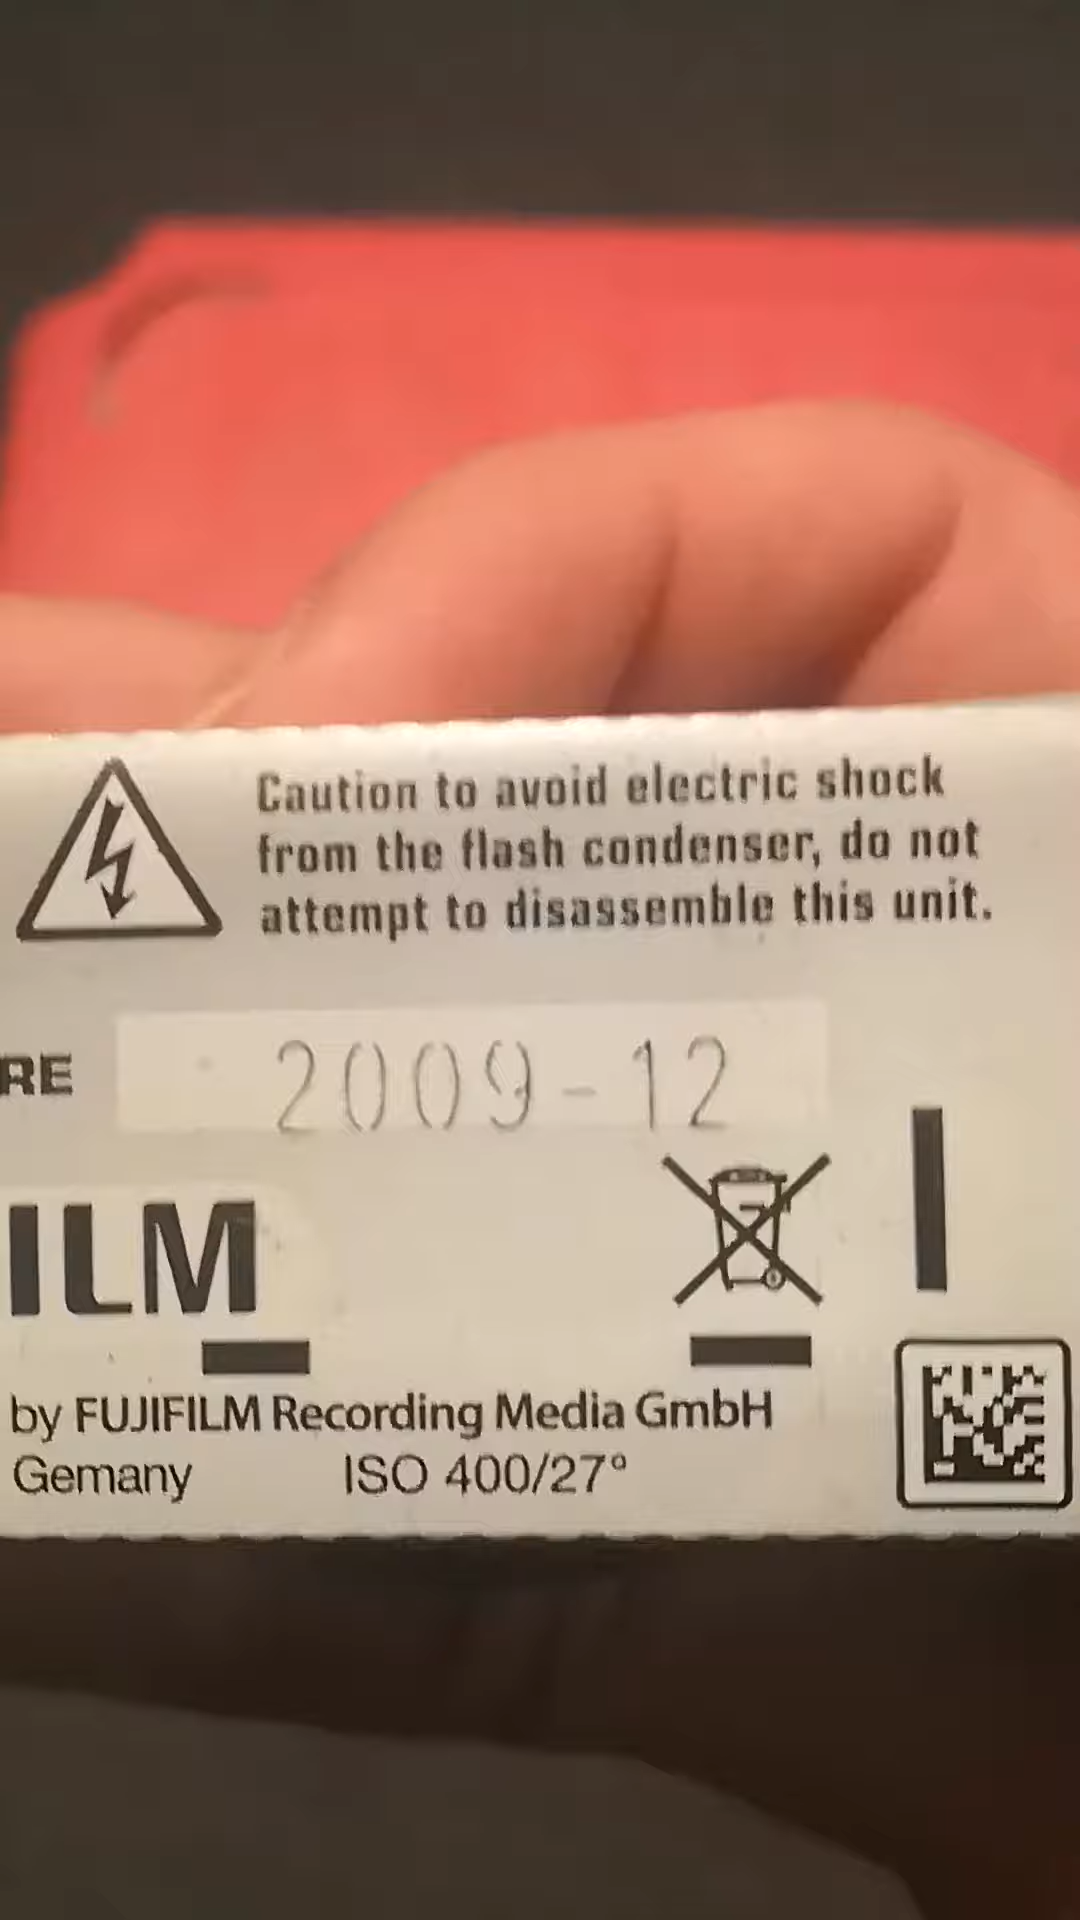 Caution to avoid electric shock
from the flash condenser, do not
attempt to disassemble this unit.
RE 2009-12
ILM
by FUJIFILM Recording Media GmbH
Gemany ISO 400/27°